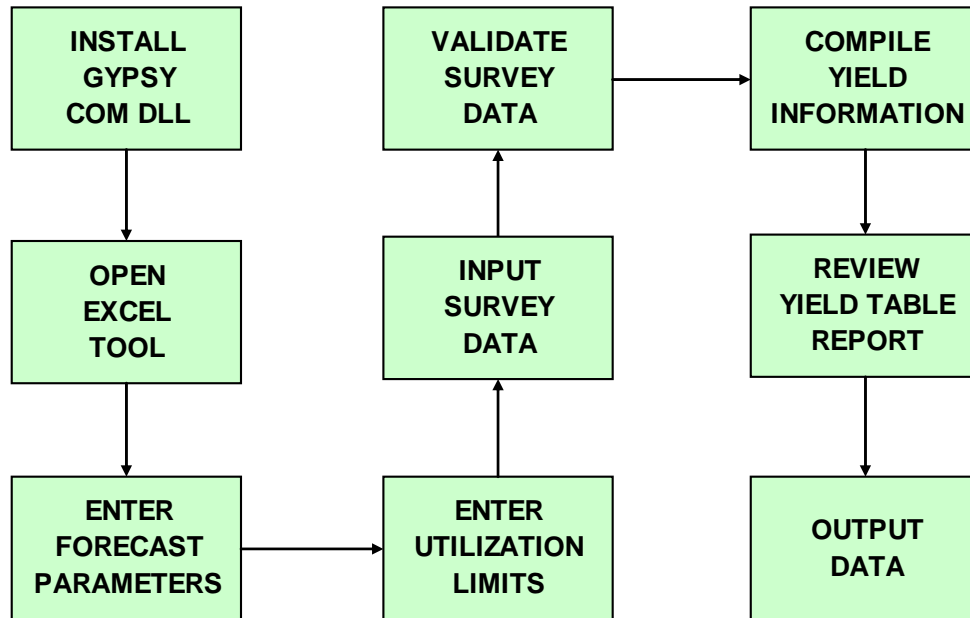 INSTALL
GYPSY
COM DLL
OPEN
EXCEL
TOOL
ENTER
FORECAST
PARAMETERS
ENTER
UTILIZATION
LIMITS
INPUT
SURVEY
DATA
VALIDATE
SURVEY
DATA
COMPILE
YIELD
INFORMATION
REVIEW
YIELD TABLE
REPORT
OUTPUT
DATA